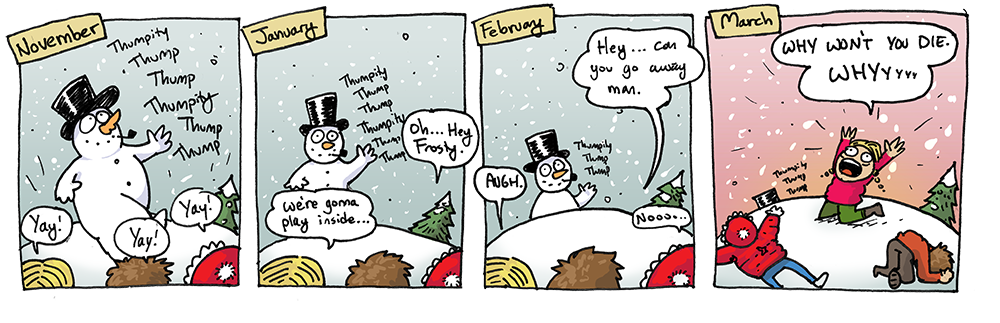 November
Thumpity
Thump
Thump
Thumpity
Thump
Thump
Yay!
Yay!
Yay!
January
Thumpity
Thump
Thump
Thumpity
Thump
Thump
Oh... Hey
Frosty.
We're gonna
play inside...
February
Hey... can
you go away
man.
Thumpity
Thump
Thump
AUGH.
Nooo...
March
WHY WON'T YOU DIE.
WHYYYYY
Thumpity
Thump
Thump